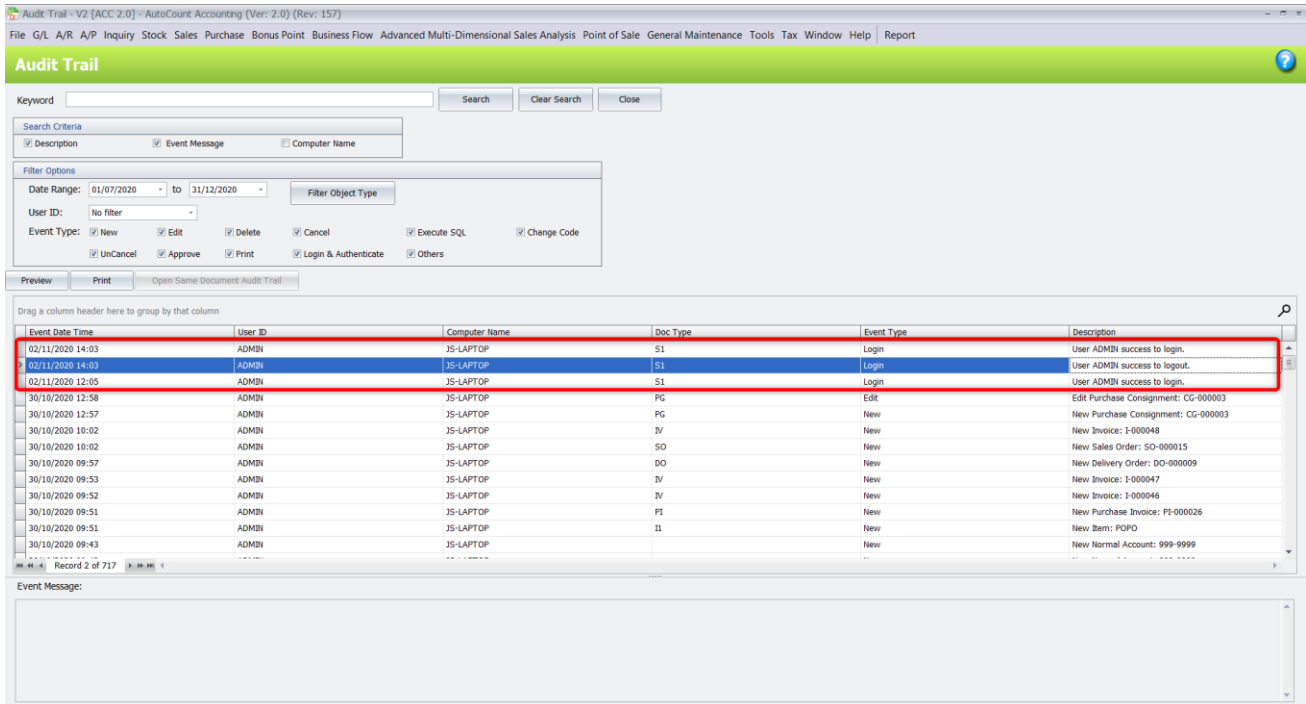 Audit Trail - V2 [ACC 2.0] - AutoCount Accounting (Ver: 2.0) (Rev: 157)
File G/L A/R A/P Inquiry Stock Sales Purchase Bonus Point Business Flow Advanced Multi-Dimensional Sales Analysis Point of Sale General Maintenance Tools Tax Window Help Report
Audit Trail
Keyword Search Clear Search Close
Search Criteria
Description Event Message Computer Name
Filter Options
Date Range: 01/07/2020 to 31/12/2020 Filter Object Type
User ID: No filter
Event Type: New Edit Delete Cancel Execute SQL Change Code
UnCancel Approve Print Login & Authenticate Others
Preview Print Open Same Document Audit Trail
Drag a column header here to group by that column
Event Date Time User ID Computer Name Doc Type Event Type Description
02/11/2020 14:03 ADMIN JS-LAPTOP S1 Login User ADMIN success to login.
02/11/2020 14:03 ADMIN JS-LAPTOP S1 Login User ADMIN success to logout.
02/11/2020 12:05 ADMIN JS-LAPTOP S1 Login User ADMIN success to login.
30/10/2020 12:58 ADMIN JS-LAPTOP PG Edit Edit Purchase Consignment: CG-000003
30/10/2020 12:57 ADMIN JS-LAPTOP PG New New Purchase Consignment: CG-000003
30/10/2020 10:02 ADMIN JS-LAPTOP IV New New Invoice: I-000048
30/10/2020 10:02 ADMIN JS-LAPTOP SO New New Sales Order: SO-000015
30/10/2020 09:57 ADMIN JS-LAPTOP DO New New Delivery Order: DO-000009
30/10/2020 09:53 ADMIN JS-LAPTOP IV New New Invoice: I-000047
30/10/2020 09:52 ADMIN JS-LAPTOP IV New New Invoice: I-000046
30/10/2020 09:51 ADMIN JS-LAPTOP PI New New Purchase Invoice: PI-000026
30/10/2020 09:51 ADMIN JS-LAPTOP I1 New New Item: POPO
30/10/2020 09:43 ADMIN JS-LAPTOP New New Normal Account: 999-9999
Record 2 of 717
Event Message: